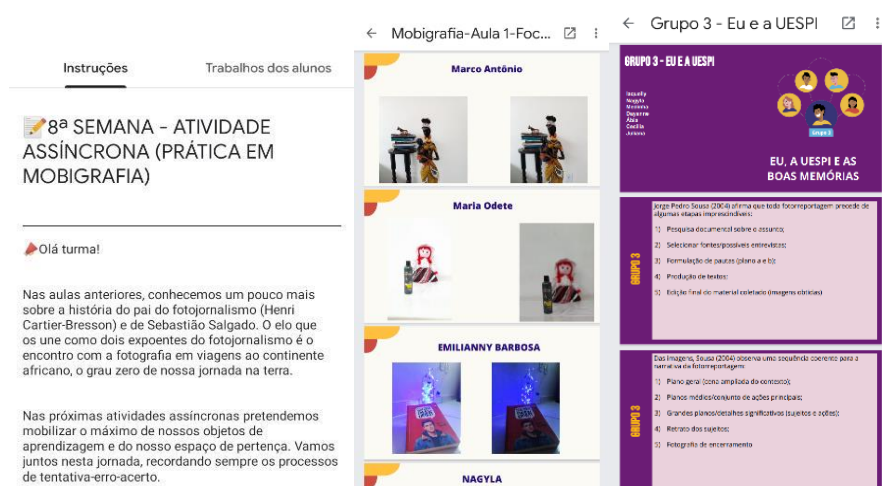 Instruções
Trabalhos dos alunos
8ª SEMANA - ATIVIDADE
ASSÍNCRONA (PRÁTICA EM
MOBIGRAFIA)
Olá turma!
Nas aulas anteriores, conhecemos um pouco mais
sobre a história do pai do fotojornalismo (Henri
Cartier-Bresson) e de Sebastião Salgado. O elo que
os une como dois expoentes do fotojornalismo é o
encontro com a fotografia em viagens ao continente
africano, o grau zero de nossa jornada na terra.
Nas próximas atividades assíncronas pretendemos
mobilizar o máximo de nossos objetos de
aprendizagem e do nosso espaço de pertença. Vamos
juntos nesta jornada, recordando sempre os processos
de tentativa-erro-acerto.
Mobigrafia-Aula 1-Foc...
Marco Antônio
Maria Odete
EMILIANNY BARBOSA
NAGYLA
Grupo 3 - Eu e a UESPI
GRUPO 3 - EU E A UESPI
Nagyla
Dayanne
Cecília
Juliana
Grupo 3
EU, A UESPI E AS
BOAS MEMÓRIAS
GRUPO 3
Jorge Pedro Sousa (2004) afirma que toda fotorreportagem precede de
algumas etapas imprescindíveis:
1) Pesquisa documental sobre o assunto;
2) Selecionar fontes/possíveis entrevistas;
3) Formulação de pautas (plano a e b);
4) Produção de textos;
5) Edição final do material coletado (imagens obtidas)
GRUPO 3
Das imagens, Sousa (2004) observa uma sequência coerente para a
narrativa da fotorreportagem:
1) Plano geral (cena ampliada do contexto);
2) Planos médios/conjunto de ações principais;
3) Grandes planos/detalhes significativos (sujeitos e ações);
4) Retrato dos sujeitos;
5) Fotografia de encerramento